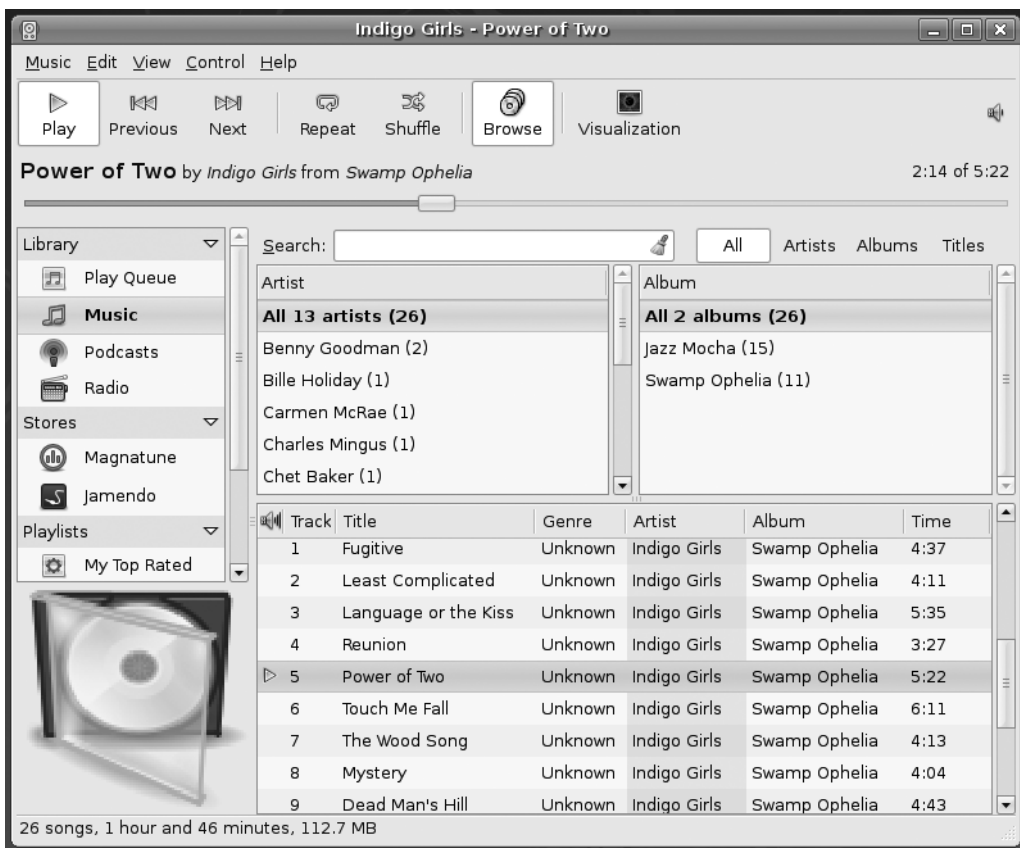 Indigo Girls - Power of Two
Music Edit View Control Help
Play Previous Next Repeat Shuffle Browse Visualization
Power of Two by Indigo Girls from Swamp Ophelia 2:14 of 5:22
Library
Play Queue
Music
Podcasts
Radio
Stores
Magnatune
Jamendo
Playlists
My Top Rated
Search: All Artists Albums Titles
Artist
All 13 artists (26)
Benny Goodman (2)
Bille Holiday (1)
Carmen McRae (1)
Charles Mingus (1)
Chet Baker (1)
Album
All 2 albums (26)
Jazz Mocha (15)
Swamp Ophelia (11)
Track Title Genre Artist Album Time
1 Fugitive Unknown Indigo Girls Swamp Ophelia 4:37
2 Least Complicated Unknown Indigo Girls Swamp Ophelia 4:11
3 Language or the Kiss Unknown Indigo Girls Swamp Ophelia 5:35
4 Reunion Unknown Indigo Girls Swamp Ophelia 3:27
5 Power of Two Unknown Indigo Girls Swamp Ophelia 5:22
6 Touch Me Fall Unknown Indigo Girls Swamp Ophelia 6:11
7 The Wood Song Unknown Indigo Girls Swamp Ophelia 4:13
8 Mystery Unknown Indigo Girls Swamp Ophelia 4:04
9 Dead Man's Hill Unknown Indigo Girls Swamp Ophelia 4:43
26 songs, 1 hour and 46 minutes, 112.7 MB